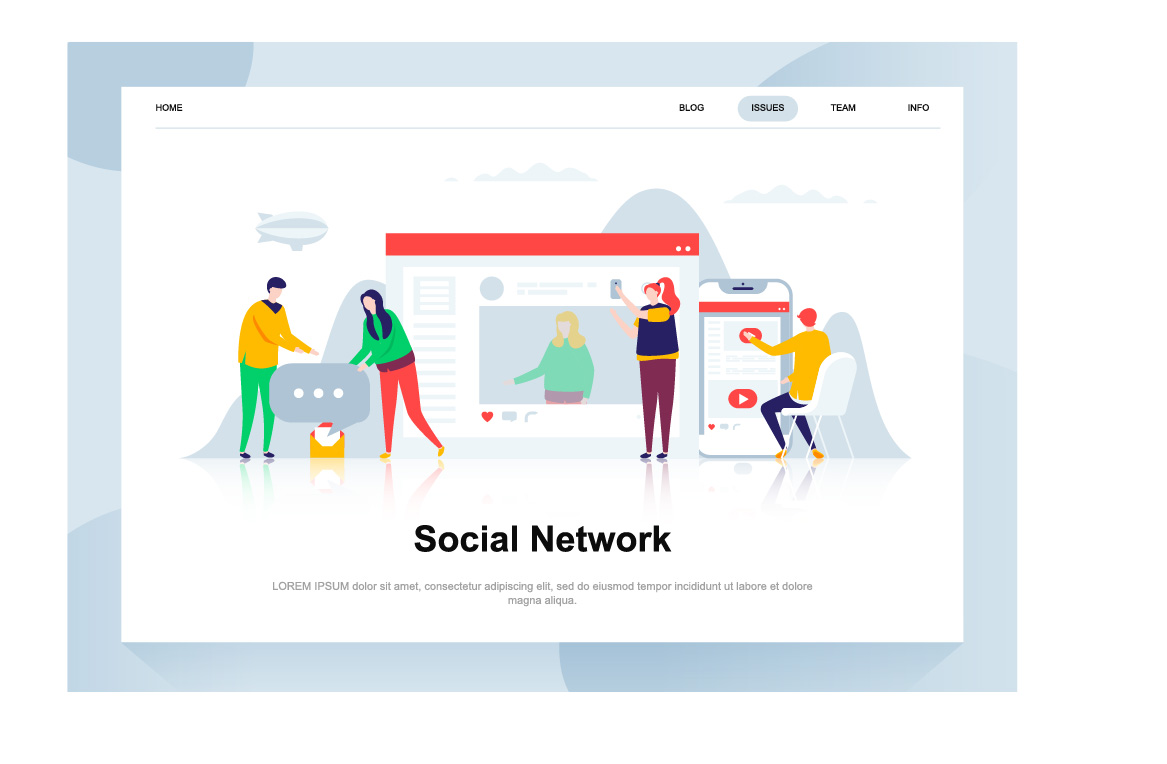 HOME BLOG ISSUES TEAM INFO
Social Network
LOREM IPSUM dolor sit amet, consectetur adipiscing elit, sed do eiusmod tempor incididunt ut labore et dolore
magna aliqua.